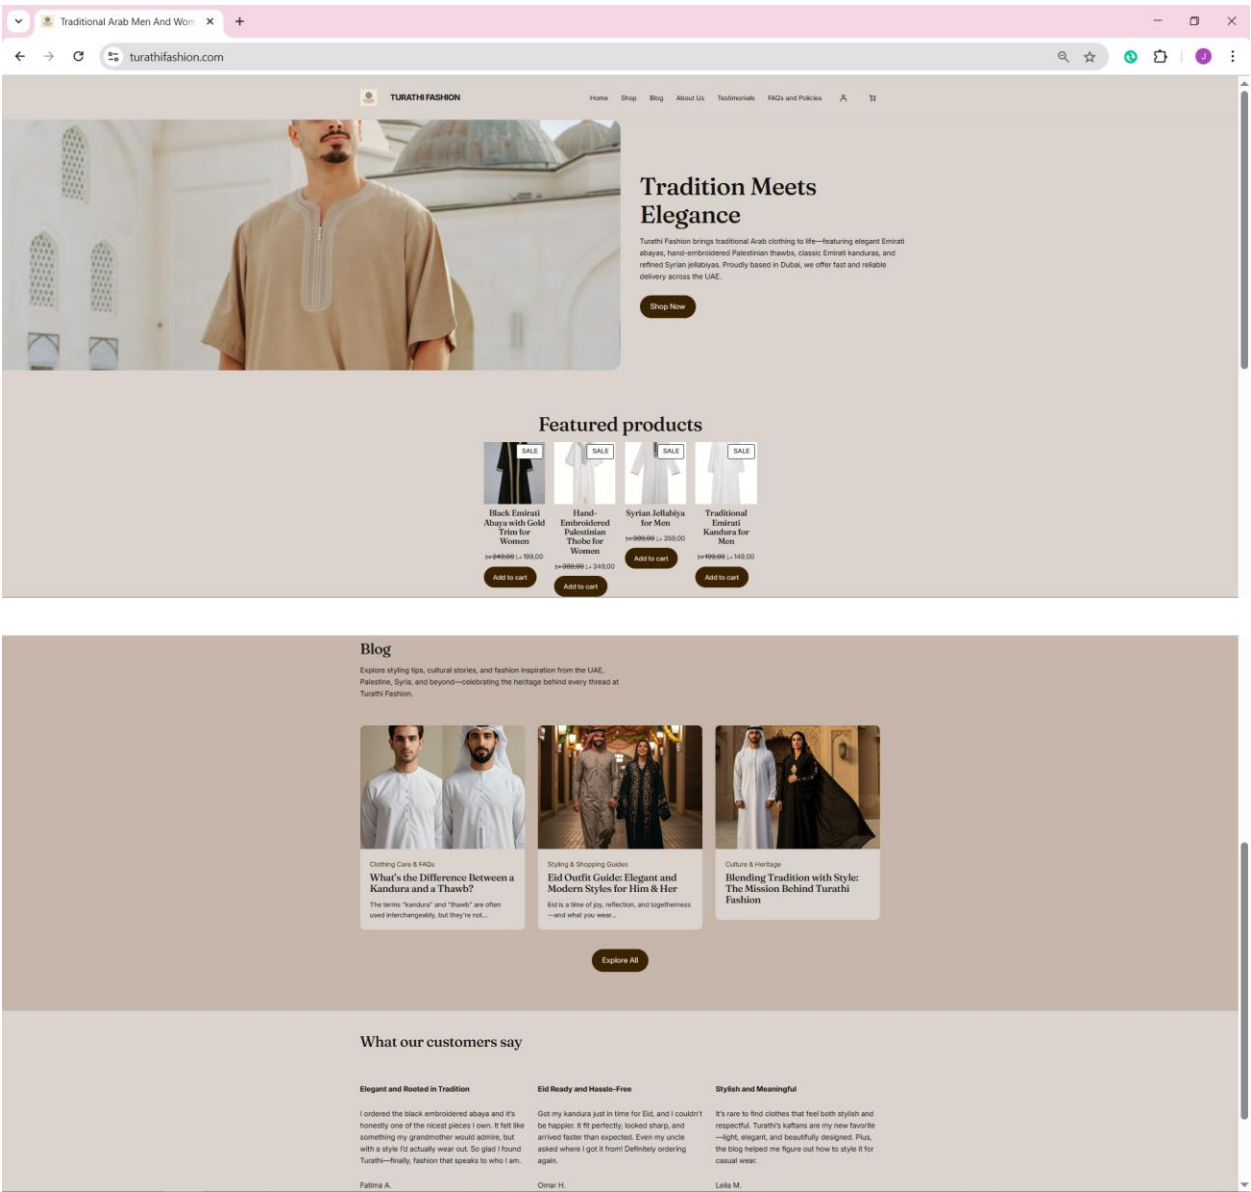 Traditional Arab Men And Wom
turathifashion.com
J
TURATHI FASHION
Home Shop Blog About Us Testimonials FAQs and Policies
Tradition Meets
Elegance
Turathi Fashion brings traditional Arab clothing to life—featuring elegant Emirati
abayas, hand-embroidered Palestinian thawbs, classic Emirati kanduras, and
refined Syrian jellabiyas. Proudly based in Dubai, we offer fast and reliable
delivery across the UAE.
Shop Now
Featured products
SALE
SALE
SALE
SALE
Black Emirati
Abaya with Gold
Trim for
Women
249,00 199,00
Add to cart
Hand-
Embroidered
Palestinian
Thobe for
Women
349,00
Add to cart
Syrian Jellabiya
for Men
359,00
Add to cart
Traditional
Emirati
Kandura for
Men
199,00 149,00
Add to cart
Blog
Explore styling tips, cultural stories, and fashion inspiration from the UAE,
Palestine, Syria, and beyond—celebrating the heritage behind every thread at
Turathi Fashion.
Clothing Care & FAQs
What's the Difference Between a
Kandura and a Thawb?
The terms "kandura" and "thawb" are often
used interchangeably, but they're not...
Styling & Shopping Guides
Eid Outfit Guide: Elegant and
Modern Styles for Him & Her
Eid is a time of joy, reflection, and togetherness
—and what you wear...
Culture & Heritage
Blending Tradition with Style:
The Mission Behind Turathi
Fashion
Explore All
What our customers say
Elegant and Rooted in Tradition
I ordered the black embroidered abaya and it's
honestly one of the nicest pieces I own. It felt like
something my grandmother would admire, but
with a style I'd actually wear out. So glad I found
Turathi—finally, fashion that speaks to who I am.
Fatima A.
Eid Ready and Hassle-Free
Got my kandura just in time for Eid, and I couldn't
be happier. It fit perfectly, looked sharp, and
arrived faster than expected. Even my uncle
asked where I got it from! Definitely ordering
again.
Omar H.
Stylish and Meaningful
It's rare to find clothes that feel both stylish and
respectful. Turathi's kaftans are my new favorite
—light, elegant, and beautifully designed. Plus,
the blog helped me figure out how to style it for
casual wear.
Leila M.